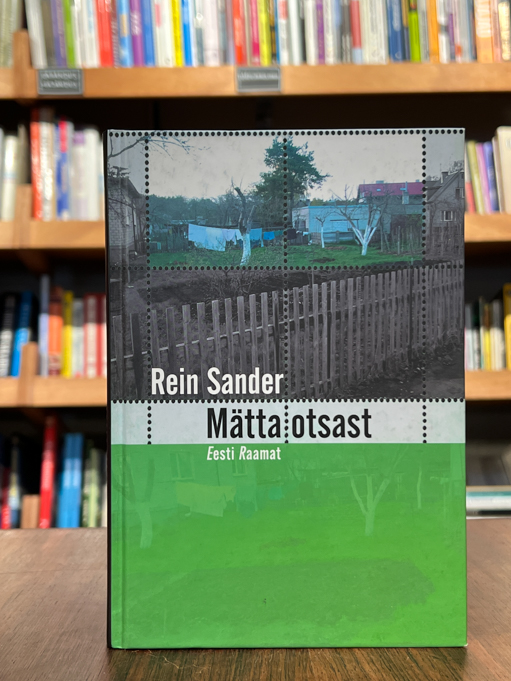 Rein Sander
Mätta otsast
Eesti Raamat